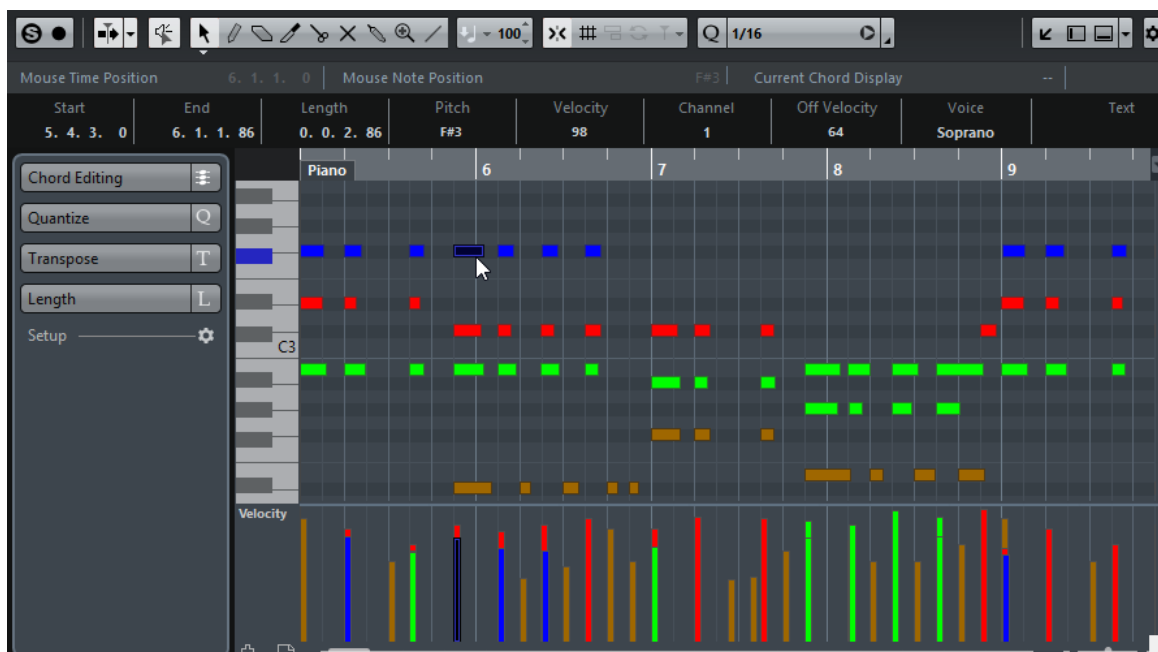 100 Q 1/16
Mouse Time Position 6. 1. 1. 0 Mouse Note Position F#3 Current Chord Display --
Start End Length Pitch Velocity Channel Off Velocity Voice Text
5. 4. 3. 0 6. 1. 1. 86 0. 0. 2. 86 F#3 98 1 64 Soprano
Piano 6 7 8 9
Chord Editing
Quantize Q
Transpose T
Length L
Setup
C3
Velocity